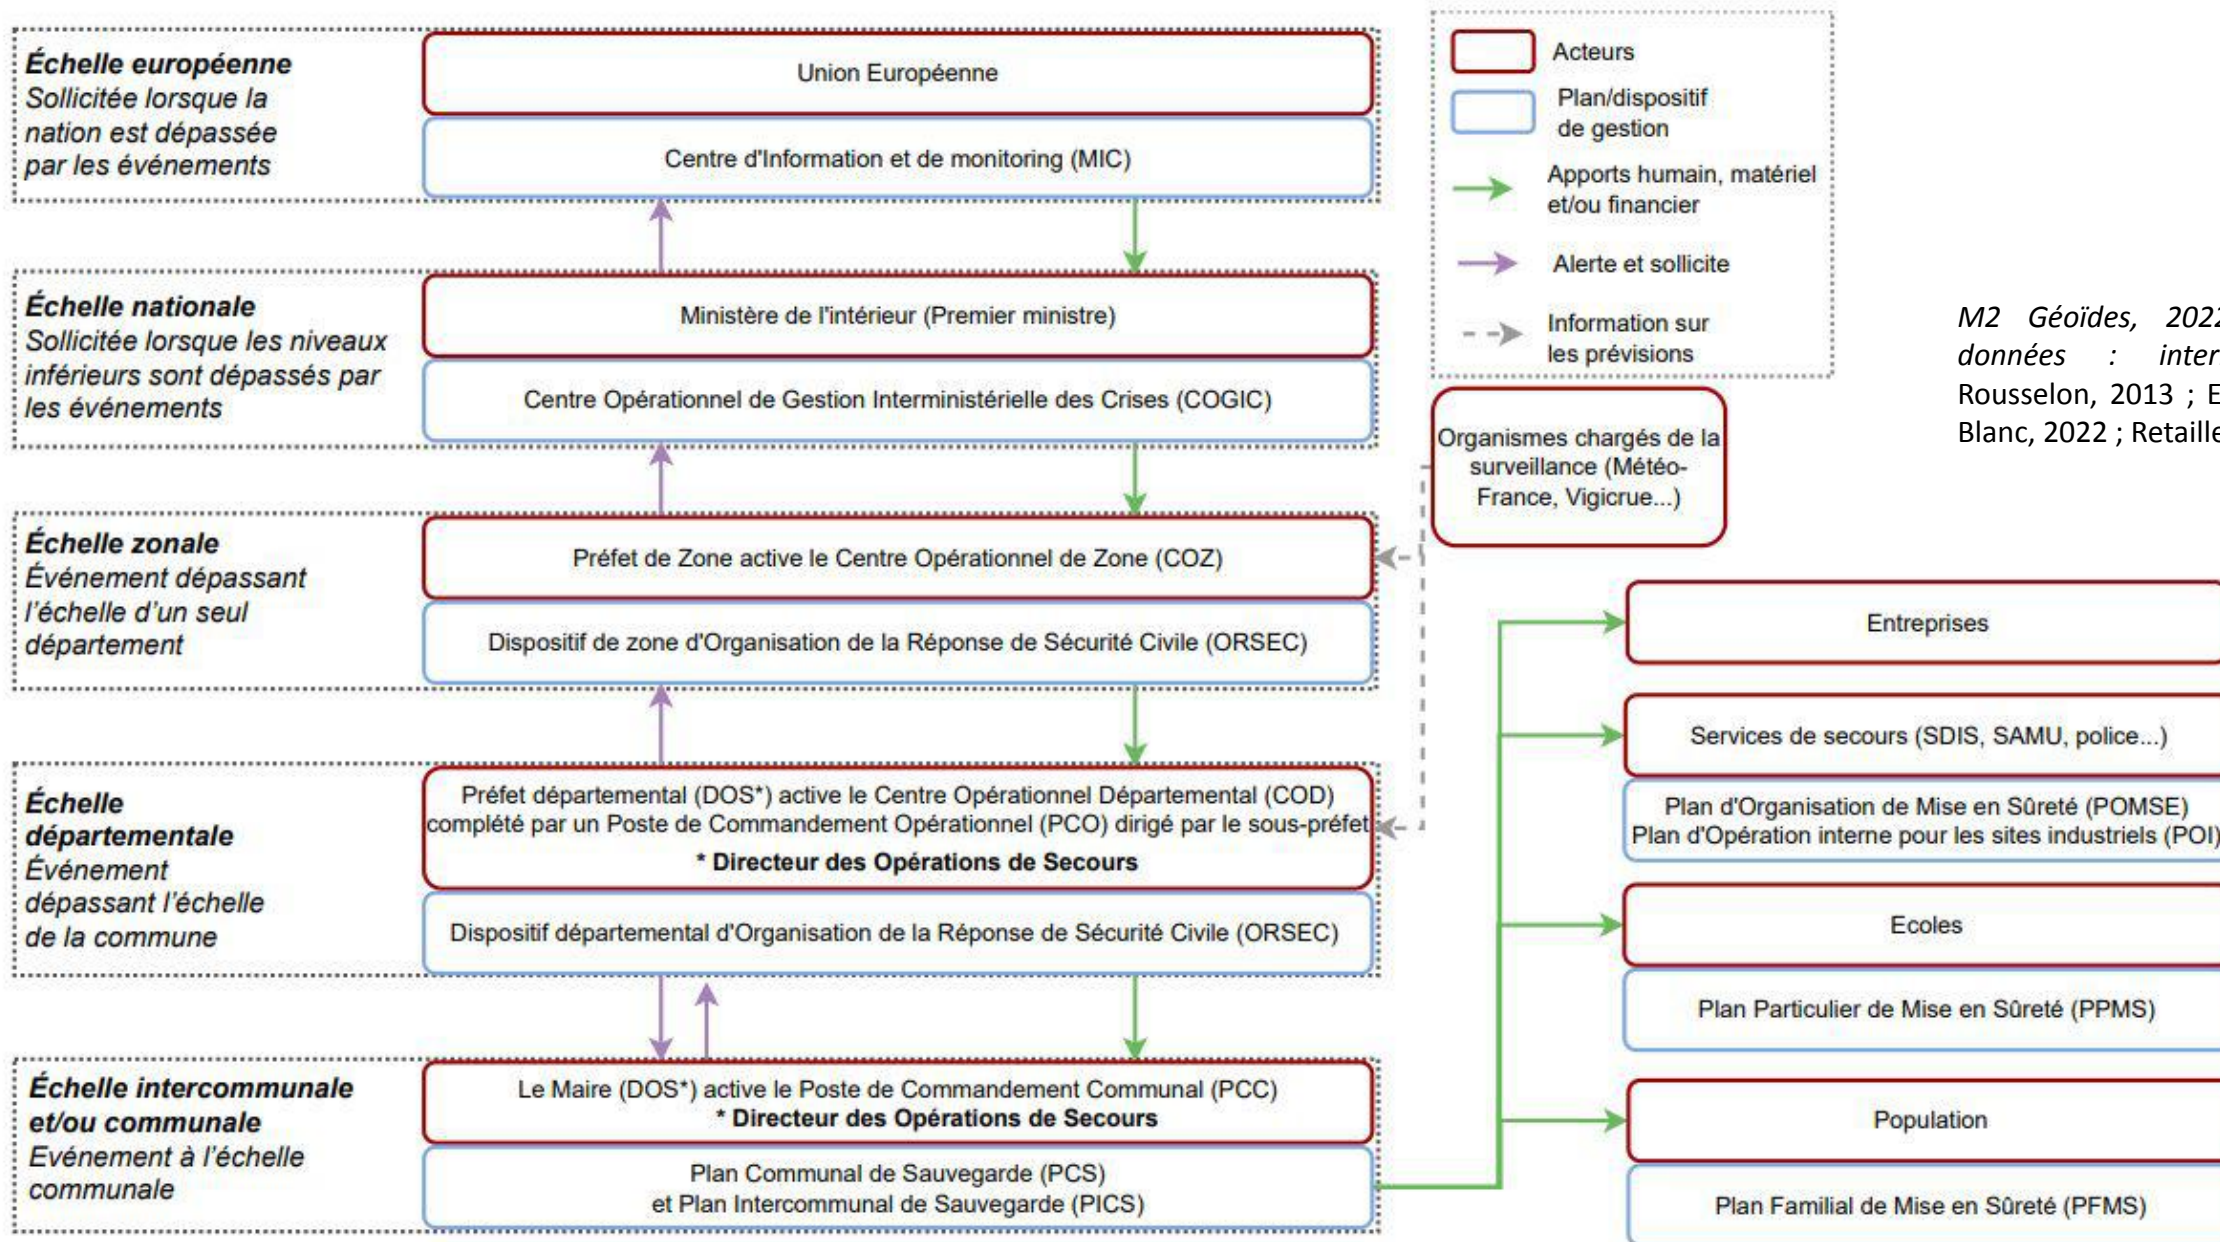 Échelle européenne
Sollicitée lorsque la
nation est dépassée
par les événements
Union Européenne
Centre d'Information et de monitoring (MIC)
Échelle nationale
Sollicitée lorsque les niveaux
inférieurs sont dépassés par
les événements
Ministère de l'intérieur (Premier ministre)
Centre Opérationnel de Gestion Interministérielle des Crises (COGIC)
Échelle zonale
Événement dépassant
l'échelle d'un seul
département
Préfet de Zone active le Centre Opérationnel de Zone (COZ)
Dispositif de zone d'Organisation de la Réponse de Sécurité Civile (ORSEC)
Échelle
départementale
Événement
dépassant l'échelle
de la commune
Préfet départemental (DOS*) active le Centre Opérationnel Départemental (COD)
complété par un Poste de Commandement Opérationnel (PCO) dirigé par le sous-préfet
* Directeur des Opérations de Secours
Dispositif départemental d'Organisation de la Réponse de Sécurité Civile (ORSEC)
Échelle intercommunale
et/ou communale
Evénement à l'échelle
communale
Le Maire (DOS*) active le Poste de Commandement Communal (PCC)
* Directeur des Opérations de Secours
Plan Communal de Sauvegarde (PCS)
et Plan Intercommunal de Sauvegarde (PICS)
Acteurs
Plan/dispositif
de gestion
Apports humain, matériel
et/ou financier
Alerte et sollicite
Information sur
les prévisions
Organismes chargés de la
surveillance (Météo-
France, Vigicrue...)
Entreprises
Services de secours (SDIS, SAMU, police...)
Plan d'Organisation de Mise en Sûreté (POMSE)
Plan d'Opération interne pour les sites industriels (POI)
Ecoles
Plan Particulier de Mise en Sûreté (PPMS)
Population
Plan Familial de Mise en Sûreté (PFMS)
M2 Géoïdes, 2022
données : inter
Rousselon, 2013 ; E
Blanc, 2022 ; Retaille